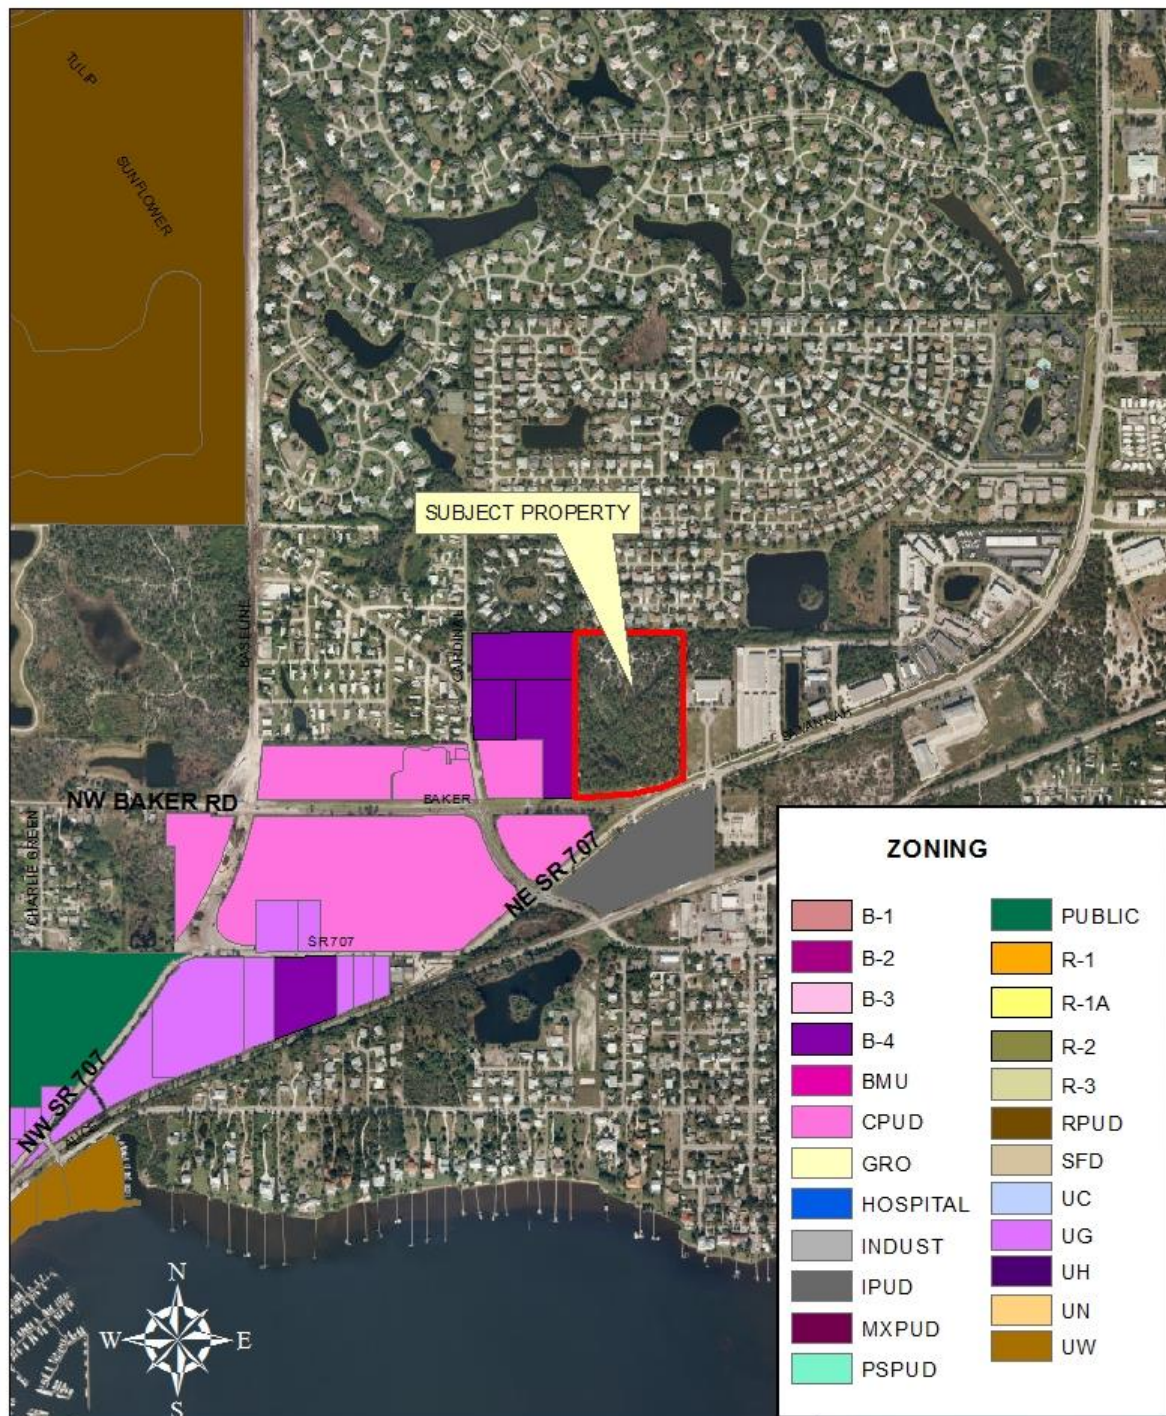 TULIP
SUNFLOWER
SUBJECT PROPERTY
BASELINE
CARDINAL
SAVANNAH
NW BAKER RD
BAKER
CHARLIE GREEN
NE SR 707
SR 707
NW SR 707
N
W
E
S
ZONING
B-1
B-2
B-3
B-4
BMU
CPUD
GRO
HOSPITAL
INDUST
IPUD
MXPUD
PSPUD
PUBLIC
R-1
R-1A
R-2
R-3
RPUD
SFD
UC
UG
UH
UN
UW